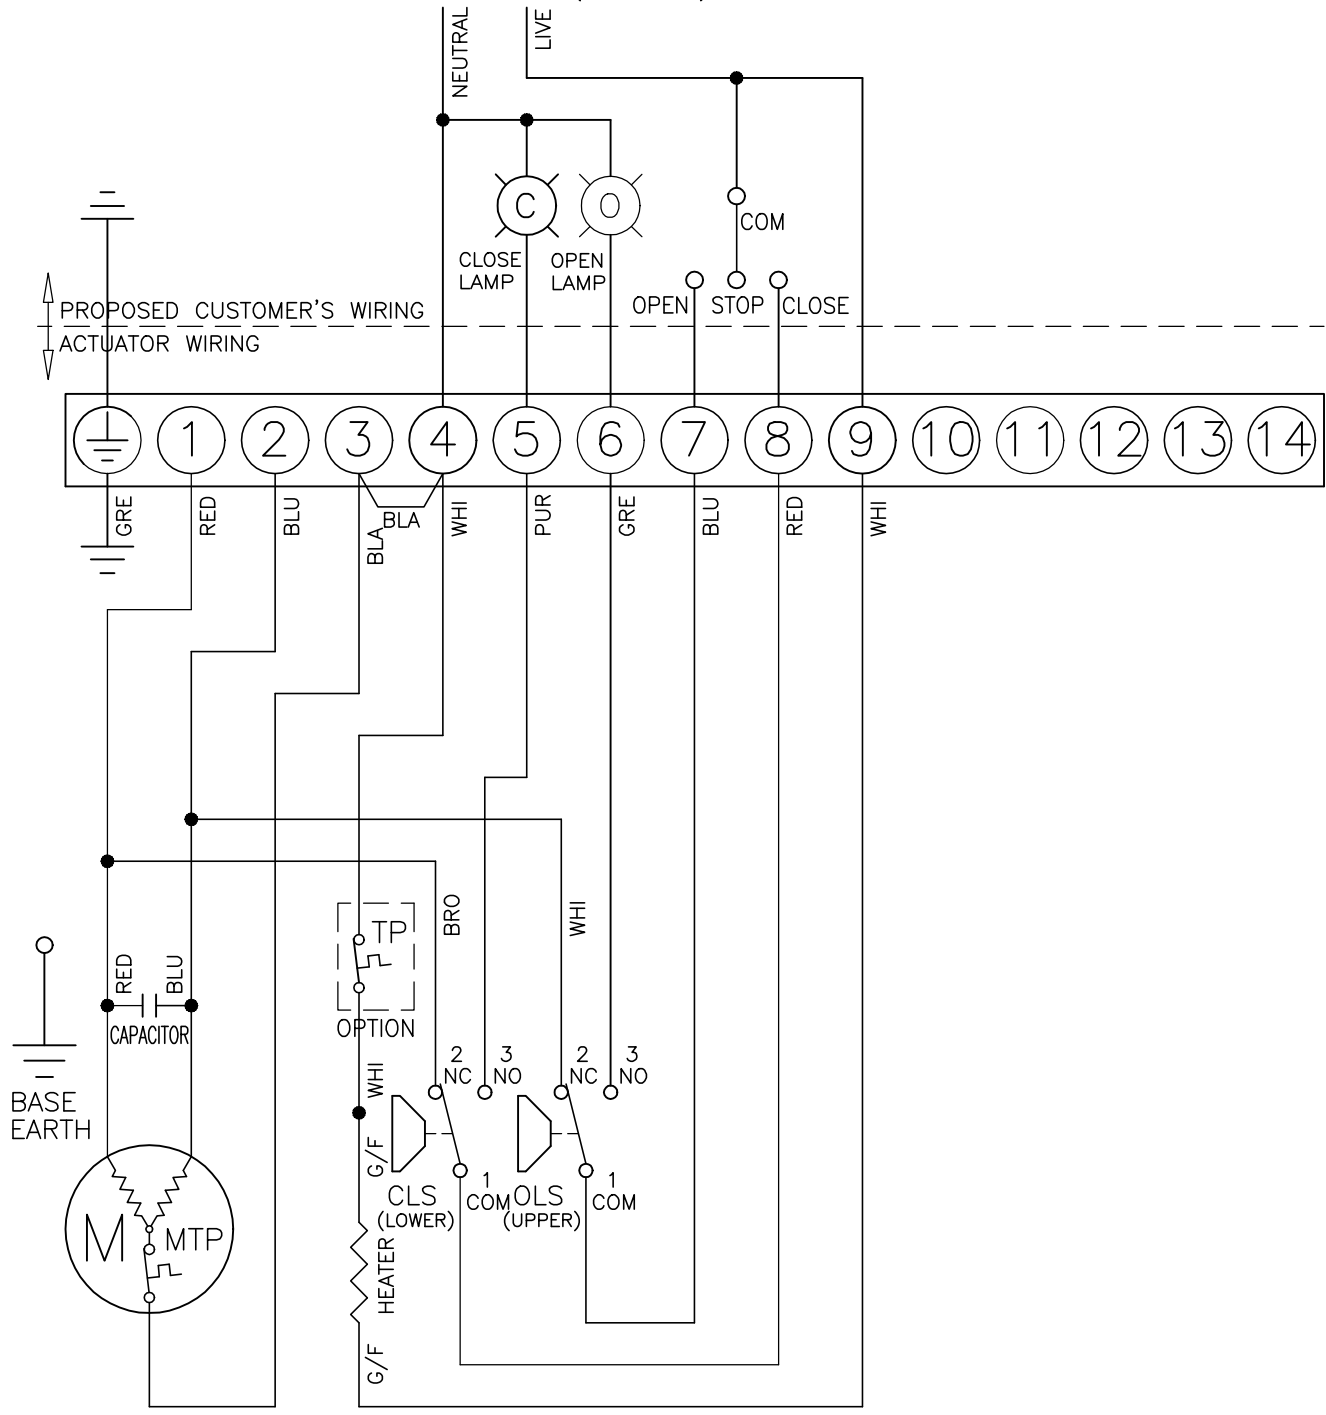 NEUTRAL
LIVE
C
O
COM
CLOSE
LAMP
OPEN
LAMP
OPEN
STOP
CLOSE
PROPOSED CUSTOMER'S WIRING
ACTUATOR WIRING
1
2
3
4
5
6
7
8
9
10
11
12
13
14
GRE
RED
BLU
BLA
BLA
WHI
PUR
GRE
BLU
RED
WHI
BRO
WHI
TP
OPTION
RED
BLU
CAPACITOR
BASE
EARTH
WHI
G/F
2
NC
3
NO
2
NC
3
NO
CLS
(LOWER)
1
COM
OLS
(UPPER)
1
COM
M
MTP
HEATER
G/F